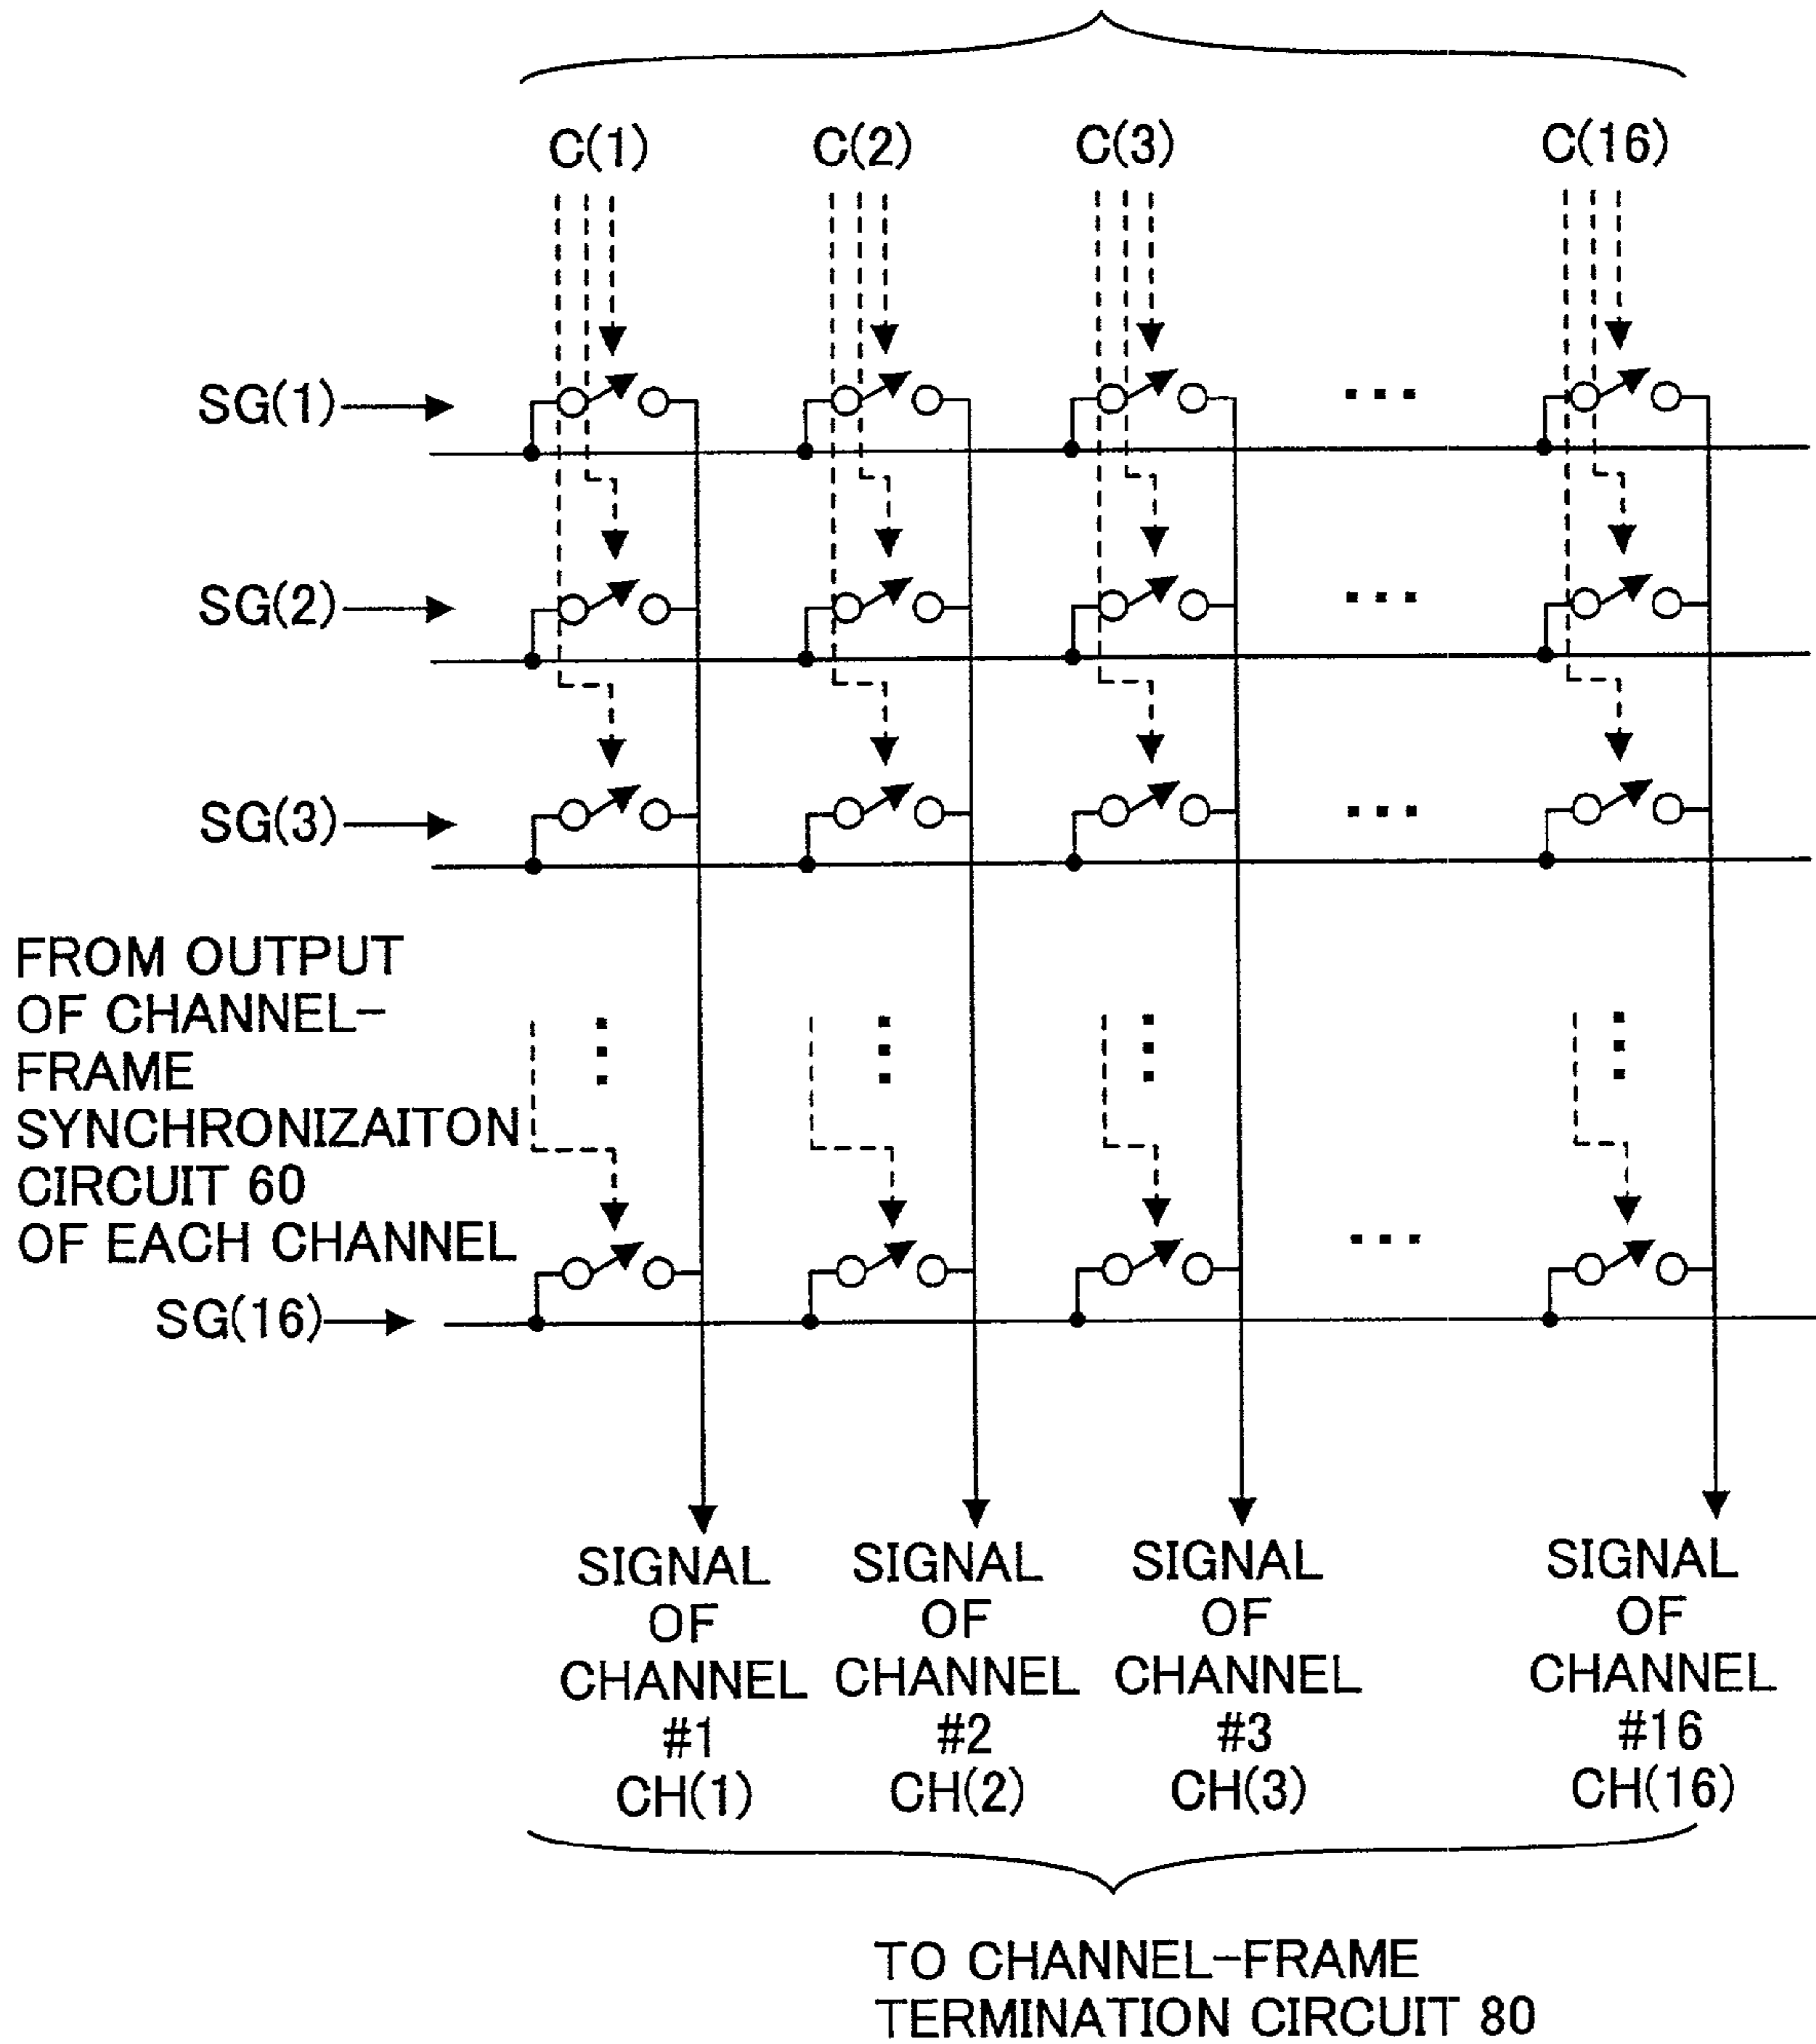 C(1) C(2) C(3) C(16)
SG(1) ...
SG(2) ...
SG(3) ...
FROM OUTPUT
OF CHANNEL-
FRAME
SYNCHRONIZAITON
CIRCUIT 60
OF EACH CHANNEL
...
SG(16)
SIGNAL OF CHANNEL #1 CH(1)
SIGNAL OF CHANNEL #2 CH(2)
SIGNAL OF CHANNEL #3 CH(3)
SIGNAL OF CHANNEL #16 CH(16)
TO CHANNEL-FRAME
TERMINATION CIRCUIT 80